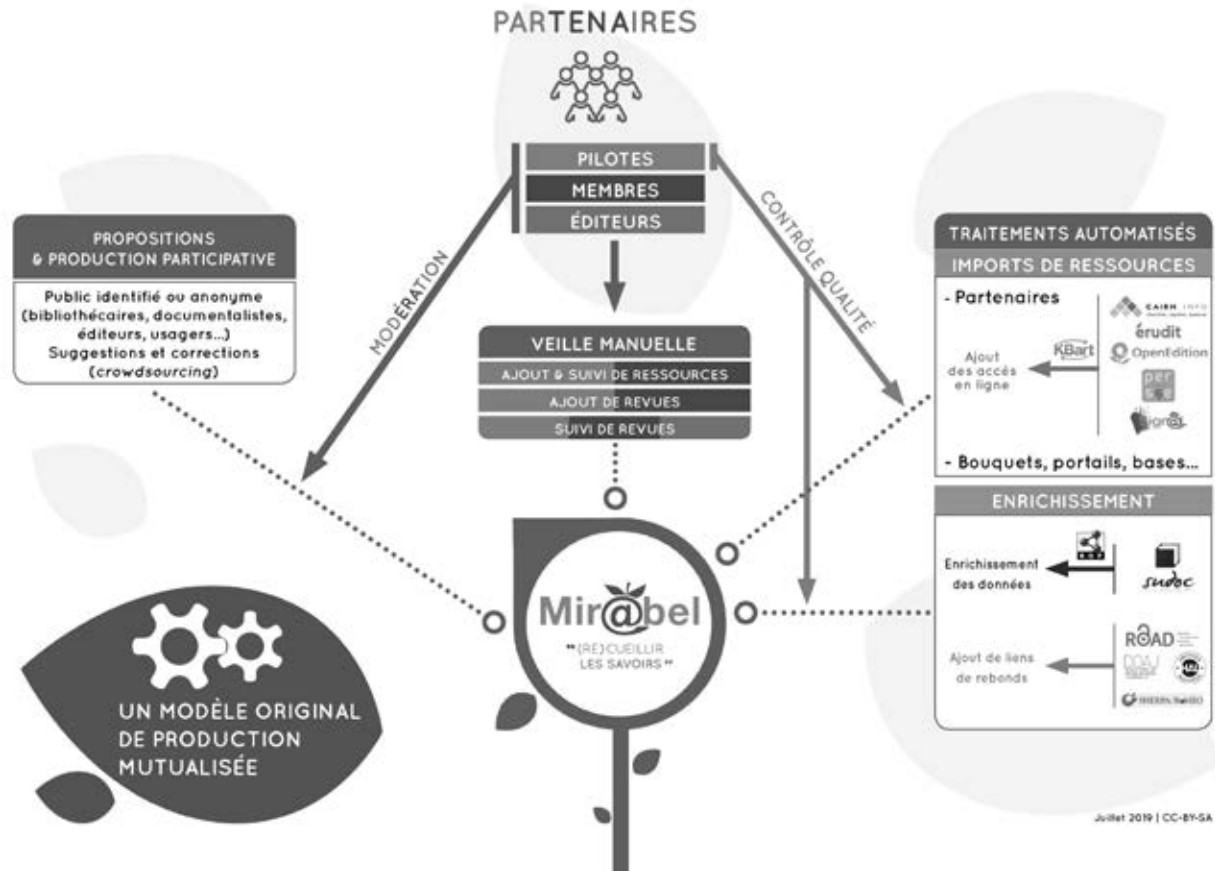 PARTENAIRES
PILOTES
MEMBRES
ÉDITEURS
MODÉRATION
CONTRÔLE QUALITÉ
PROPOSITIONS
& PRODUCTION PARTICIPATIVE
Public identifié ou anonyme
(bibliothécaires, documentalistes,
éditeurs, usagers...)
Suggestions et corrections
(crowdsourcing)
VEILLE MANUELLE
AJOUT & SUIVI DE RESSOURCES
AJOUT DE REVUES
SUIVI DE REVUES
TRAITEMENTS AUTOMATISÉS
IMPORTS DE RESSOURCES
- Partenaires
CAIRN INFO
érudit
KBart
OpenEdition
Ajout
des accés
en ligne
per
- Bouquets, portails, bases...
ENRICHISSEMENT
Enrichissement
des données
sudoc
Ajout de liens
de rebonds
ROAD
DOAJ
Mir@bel
"(RE)CUEILLIR
LES SAVOIRS"
UN MODÈLE ORIGINAL
DE PRODUCTION
MUTUALISÉE
Juillet 2019 | CC-BY-SA